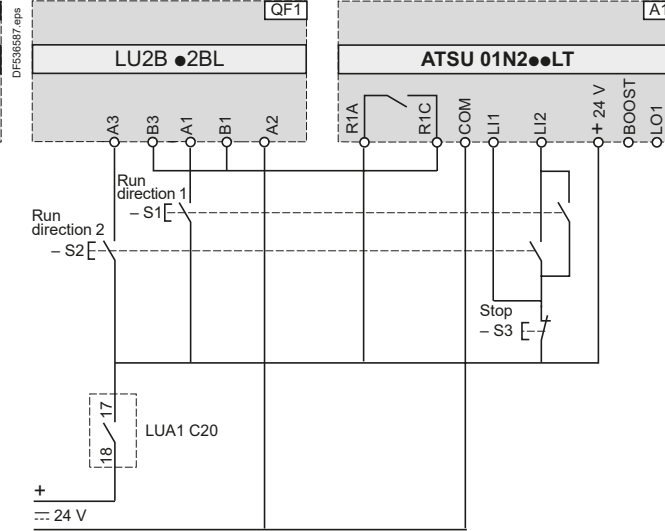 DF536587.eps
QF1
A1
LU2B ●2BL
ATSU 01N2●●LT
A3
B3
A1
B1
A2
R1A
R1C
COM
LI1
LI2
+ 24 V
BOOST
LO1
Run
direction 1
– S1
Run
direction 2
– S2
Stop
– S3
17
18
LUA1 C20
+
24 V